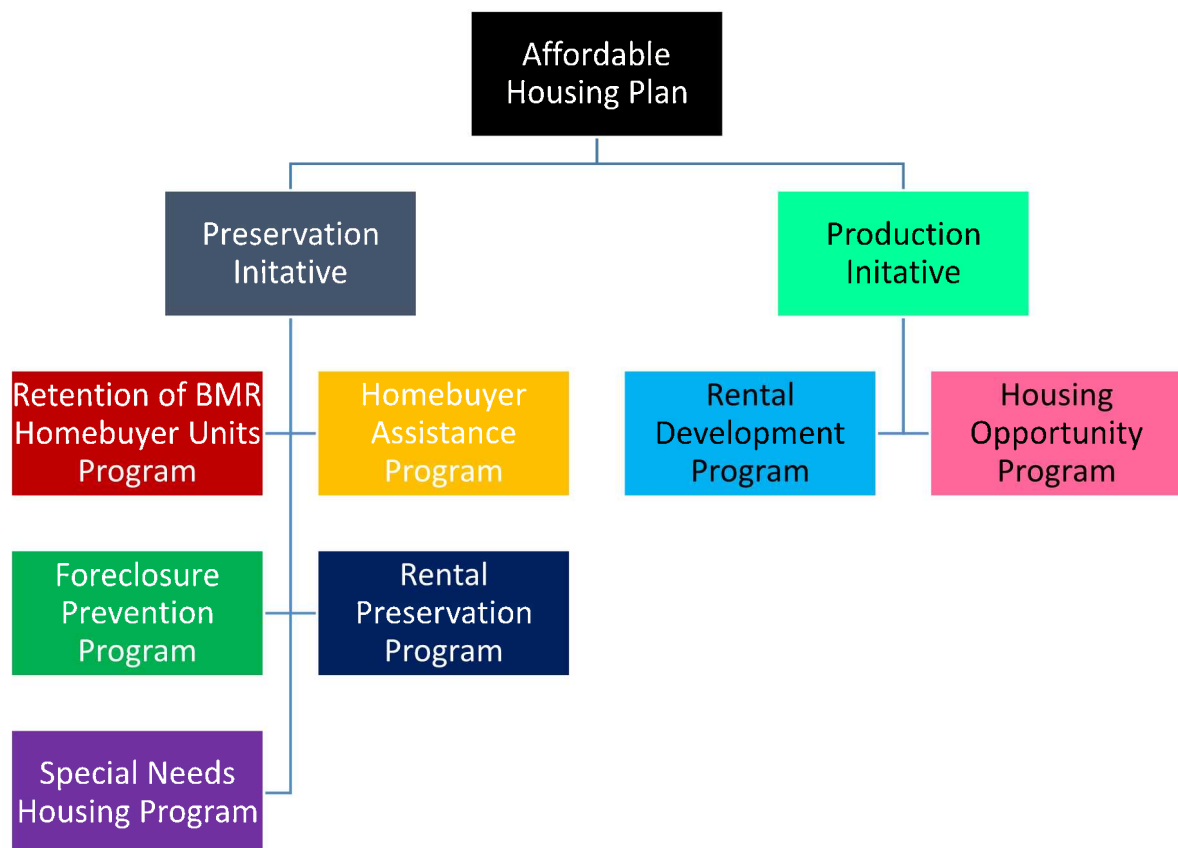 Affordable
Housing Plan
Preservation
Initative
Production
Initative
Retention of BMR
Homebuyer Units
Program
Homebuyer
Assistance
Program
Rental
Development
Program
Housing
Opportunity
Program
Foreclosure
Prevention
Program
Rental
Preservation
Program
Special Needs
Housing Program